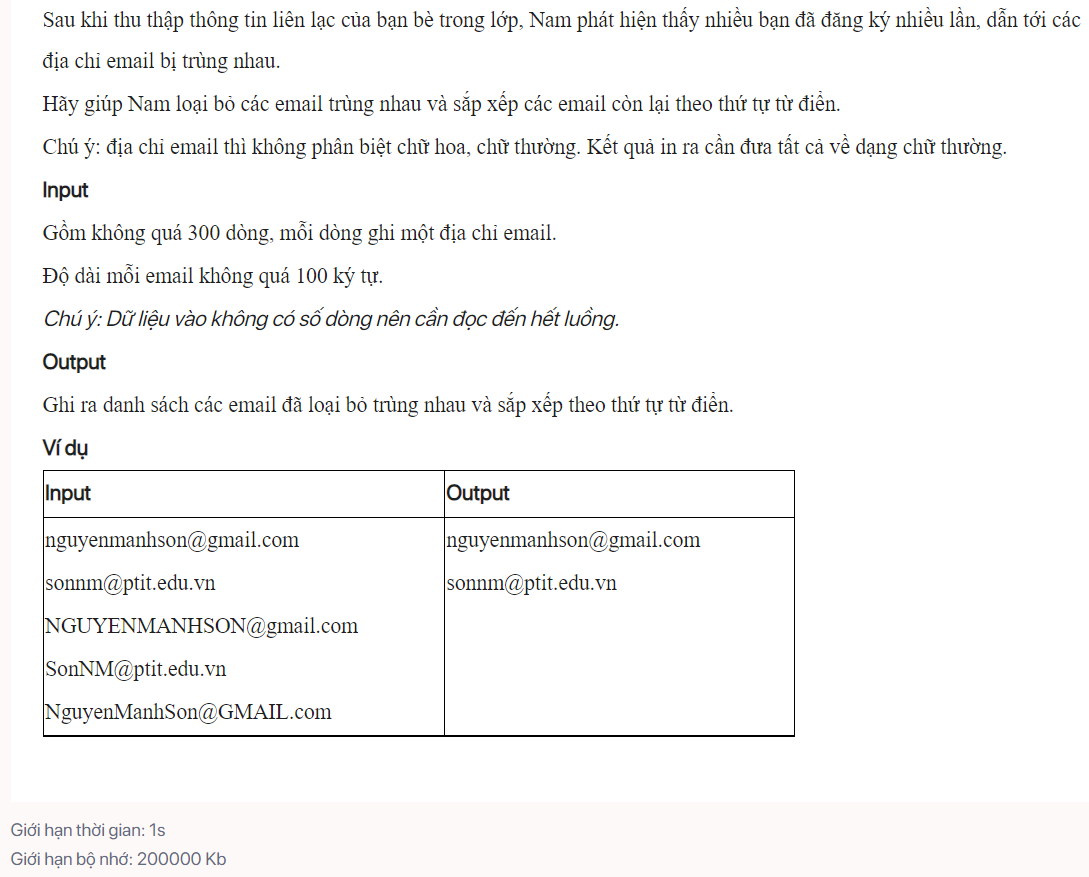 Sau khi thu thập thông tin liên lạc của bạn bè trong lớp, Nam phát hiện thấy nhiều bạn đã đăng ký nhiều lần, dẫn tới các
địa chỉ email bị trùng nhau.
Hãy giúp Nam loại bỏ các email trùng nhau và sắp xếp các email còn lại theo thứ tự từ điển.
Chú ý: địa chỉ email thì không phân biệt chữ hoa, chữ thường. Kết quả in ra cần đưa tất cả về dạng chữ thường.
Input
Gồm không quá 300 dòng, mỗi dòng ghi một địa chỉ email.
Độ dài mỗi email không quá 100 ký tự.
Chú ý: Dữ liệu vào không có số dòng nên cần đọc đến hết luồng.
Output
Ghi ra danh sách các email đã loại bỏ trùng nhau và sắp xếp theo thứ tự từ điển.
Ví dụ
Input Output
nguyenmanhson@gmail.com nguyenmanhson@gmail.com
sonnm@ptit.edu.vn sonnm@ptit.edu.vn
NGUYENMANHSON@gmail.com
SonNM@ptit.edu.vn
NguyenManhSon@GMAIL.com
Giới hạn thời gian: 1s
Giới hạn bộ nhớ: 200000 Kb